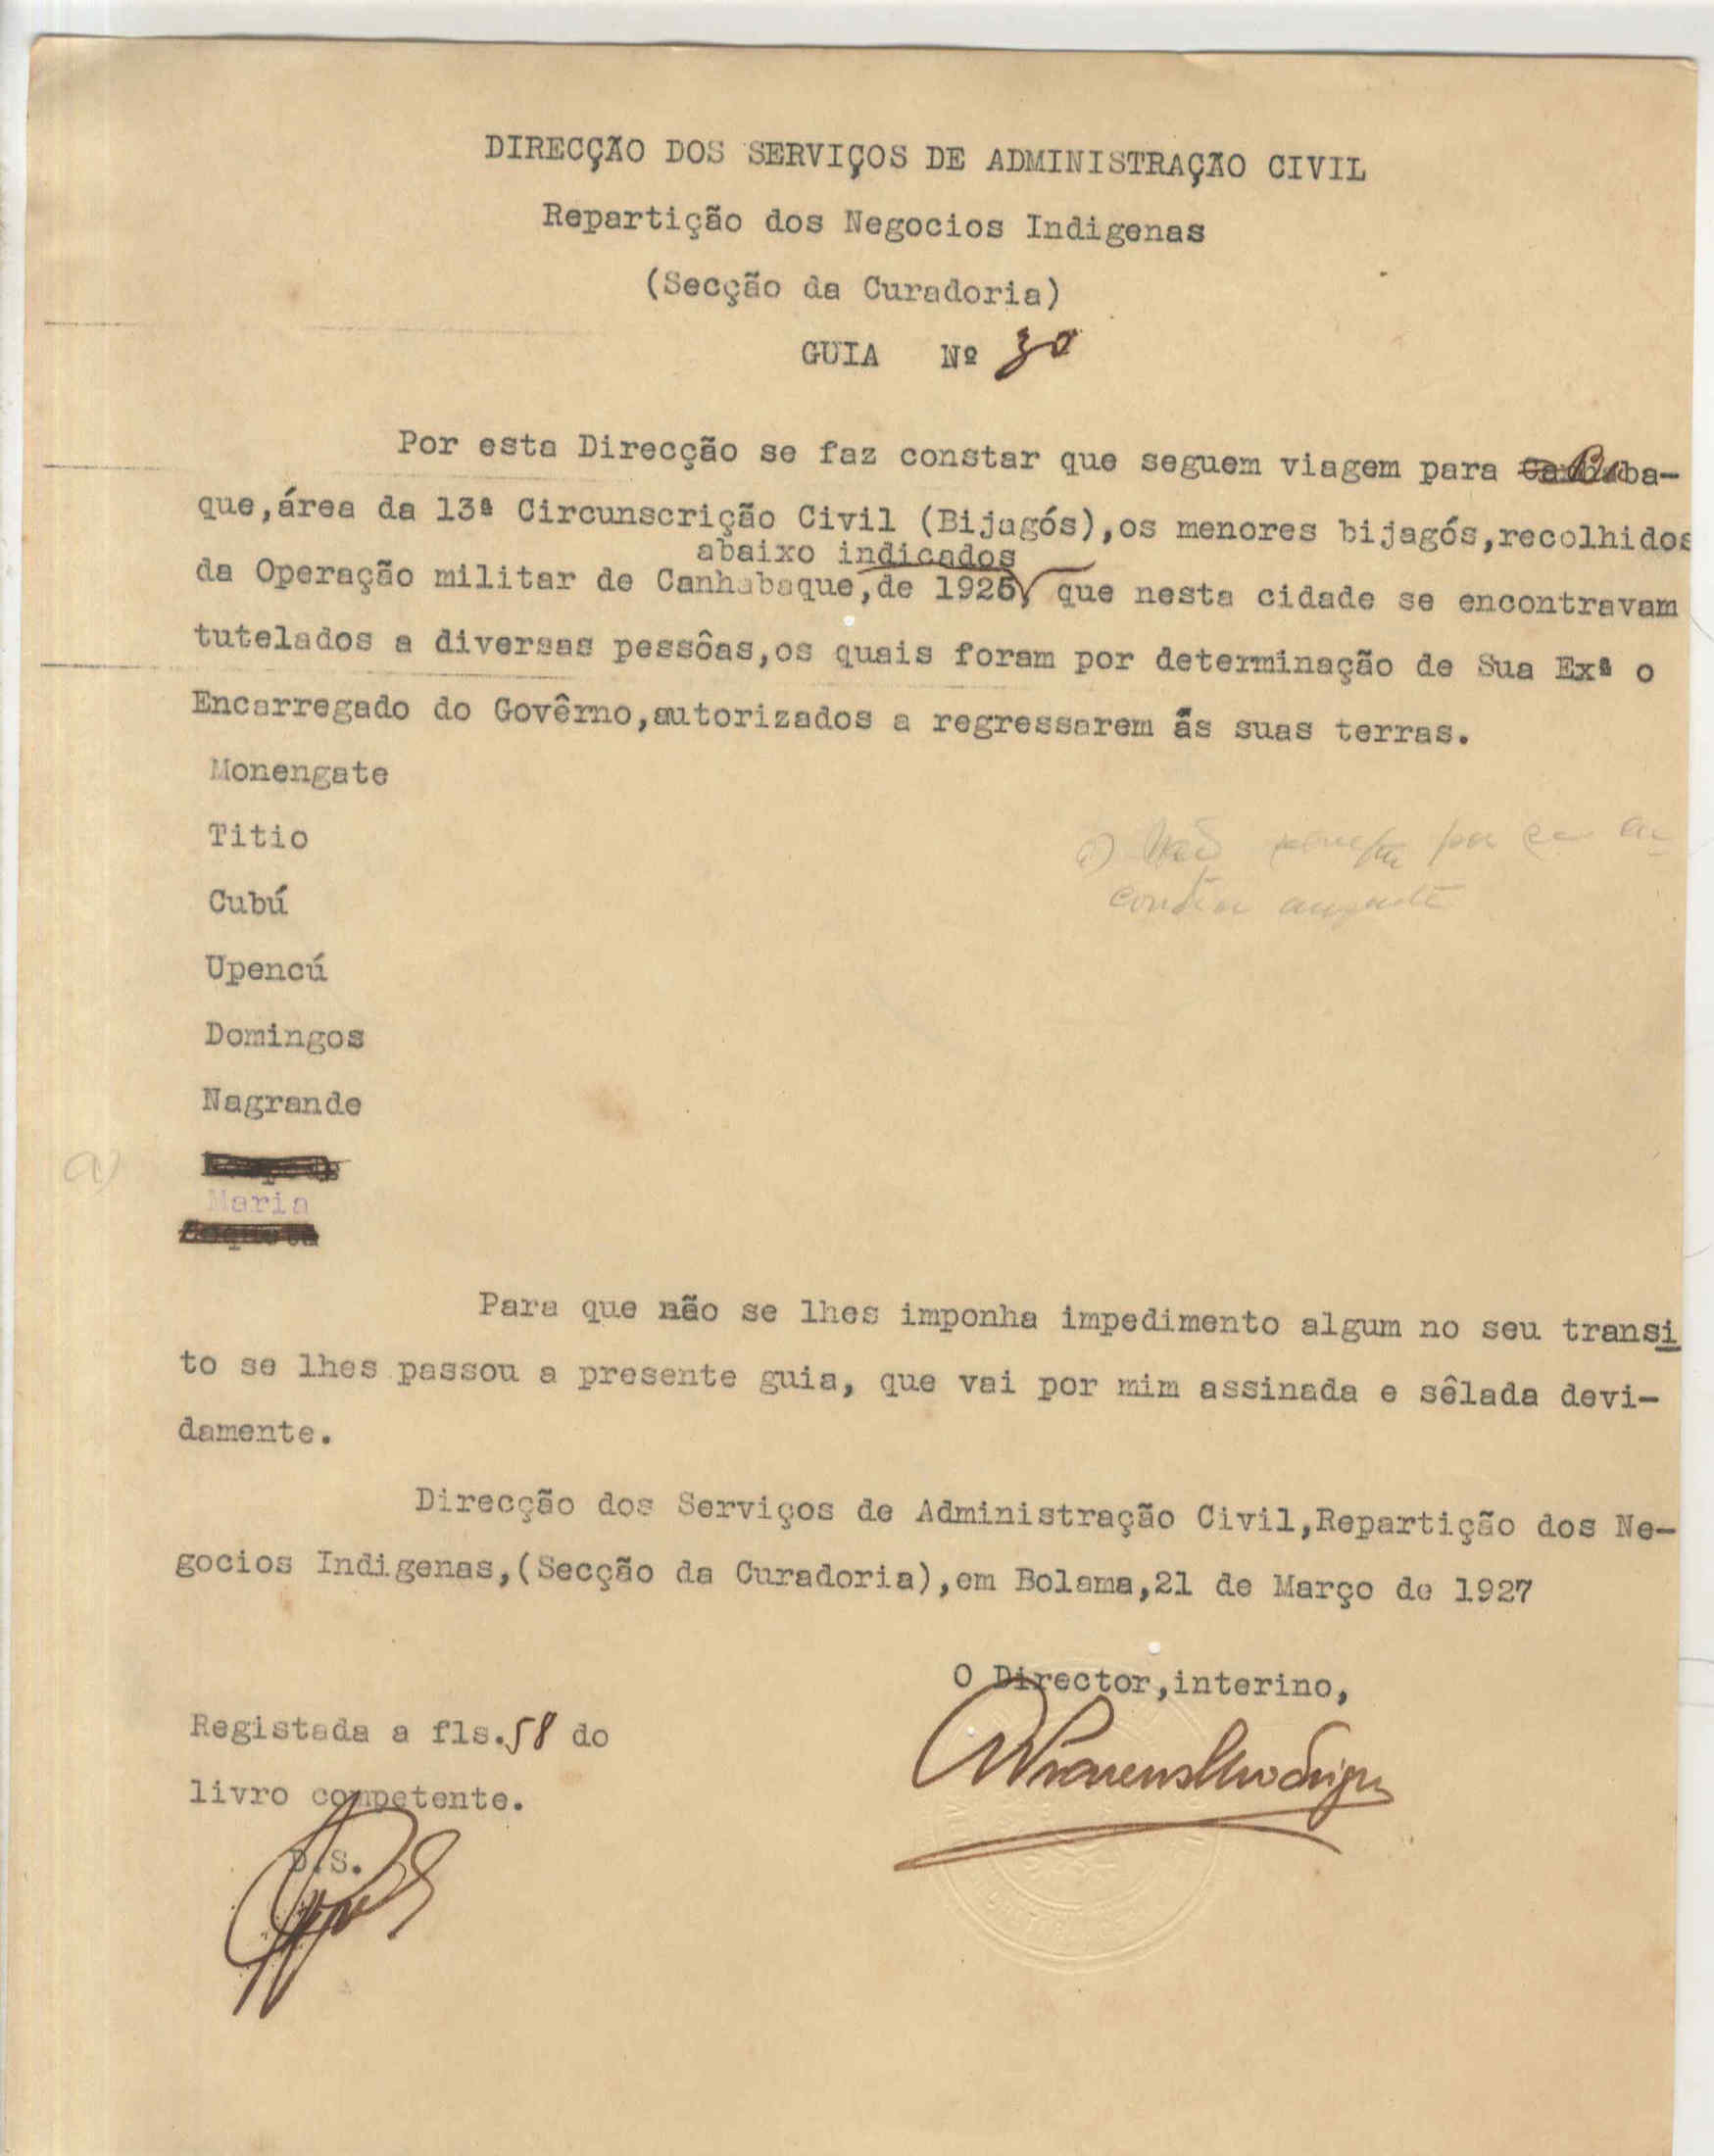 DIRECÇÃO DOS SERVIÇOS DE ADMINISTRAÇÃO CIVIL
Repartição dos Negocios Indigenas
(Secção da Curadoria)
GUIA Nº 30
Por esta Direcção se faz constar que seguem viagem para Buba-
que,área da 13ª Circunscrição Civil (Bijagós),os menores bijagós,recolhidos
abaixo indicados
da Operação militar de Canhabaque,de 1925, que nesta cidade se encontravam
tutelados a diversas pessôas,os quais foram por determinação de Sua Exª o
Encarregado do Govêrno,autorizados a regressarem ás suas terras.
Monengate
Titio
a) Não por
Cubú
Upencú
Domingos
Nagrande
a)
Maria
Para que não se lhes imponha impedimento algum no seu transi
to se lhes passou a presente guia, que vai por mim assinada e sêlada devi-
damente.
Direcção dos Serviços de Administração Civil,Repartição dos Ne-
gocios Indigenas,(Secção da Curadoria),em Bolama,21 de Março de 1927
O Director,interino,
Registada a fls.58 do
livro competente.
D.S.